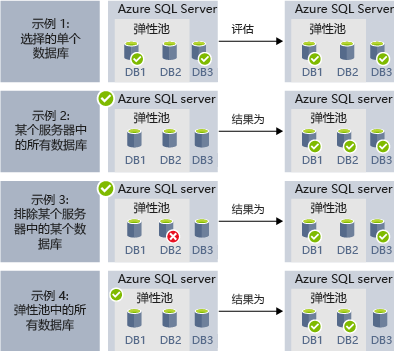 示例 1:
选择的单个
数据库
Azure SQL Server
弹性池
DB1 DB2 DB3
评估
Azure SQL Server
弹性池
DB1 DB2 DB3
示例 2:
某个服务器中
的所有数据库
Azure SQL server
弹性池
DB1 DB2 DB3
结果为
Azure SQL server
弹性池
DB1 DB2 DB3
示例 3:
排除某个服务
器中的某个数
据库
Azure SQL server
弹性池
DB1 DB2 DB3
结果为
Azure SQL server
弹性池
DB1 DB2 DB3
示例 4:
弹性池中的所
有数据库
Azure SQL server
弹性池
DB1 DB2 DB3
结果为
Azure SQL server
弹性池
DB1 DB2 DB3